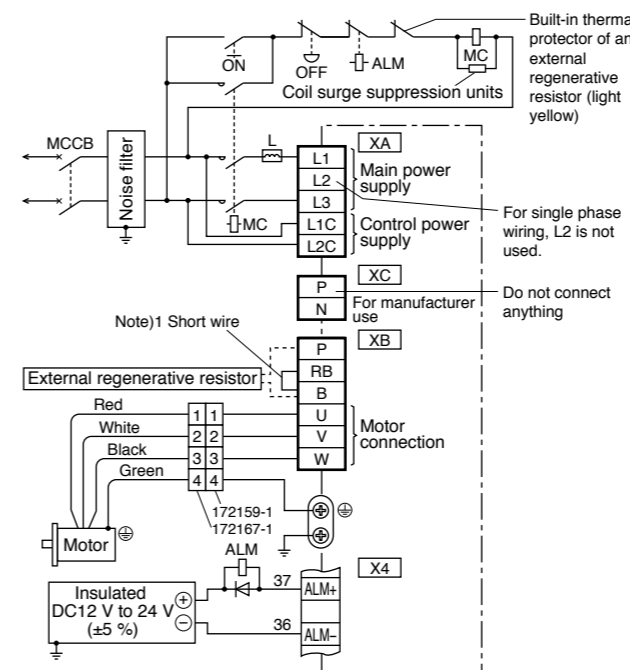 Built-in therma
protector of an
external
regenerative
resistor (light
yellow)
ON
OFF
ALM
MC
Coil surge suppression units
MCCB
Noise filter
L
XA
L1
L2
L3
L1C
L2C
Main power
supply
Control power
supply
MC
For single phase
wiring, L2 is not
used.
XC
P
N
For manufacturer
use
Do not connect
anything
Note)1 Short wire
XB
P
RB
B
U
V
W
External regenerative resistor
Motor
connection
Red
White
Black
Green
1 1
2 2
3 3
4 4
172159-1
172167-1
Motor
ALM
X4
Insulated
DC12 V to 24 V
(±5 %)
+
−
37
ALM+
36
ALM−